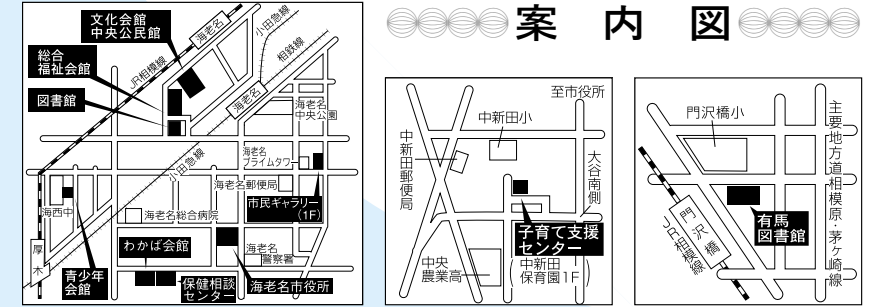 案内図
文化会館
中央公民館
海老名
小田急線
相鉄線
総合
福祉会館
JR相模線
図書館
海老名
海老名
中央公園
小田急線
海老名
プライムタワー
海老名郵便局
市民ギャラリー
(1F)
海西中
海老名総合病院
わかば会館
海老名
警察署
厚木
青少年
会館
保健相談
センター
海老名市役所
至市役所
中新田小
中新田郵便局
大谷南側
子育て支援
センター
(中新田
保育園1F)
中央
農業高
門沢橋小
主要地方道相模原・茅ヶ崎線
有馬
図書館
門沢橋
JR相模線